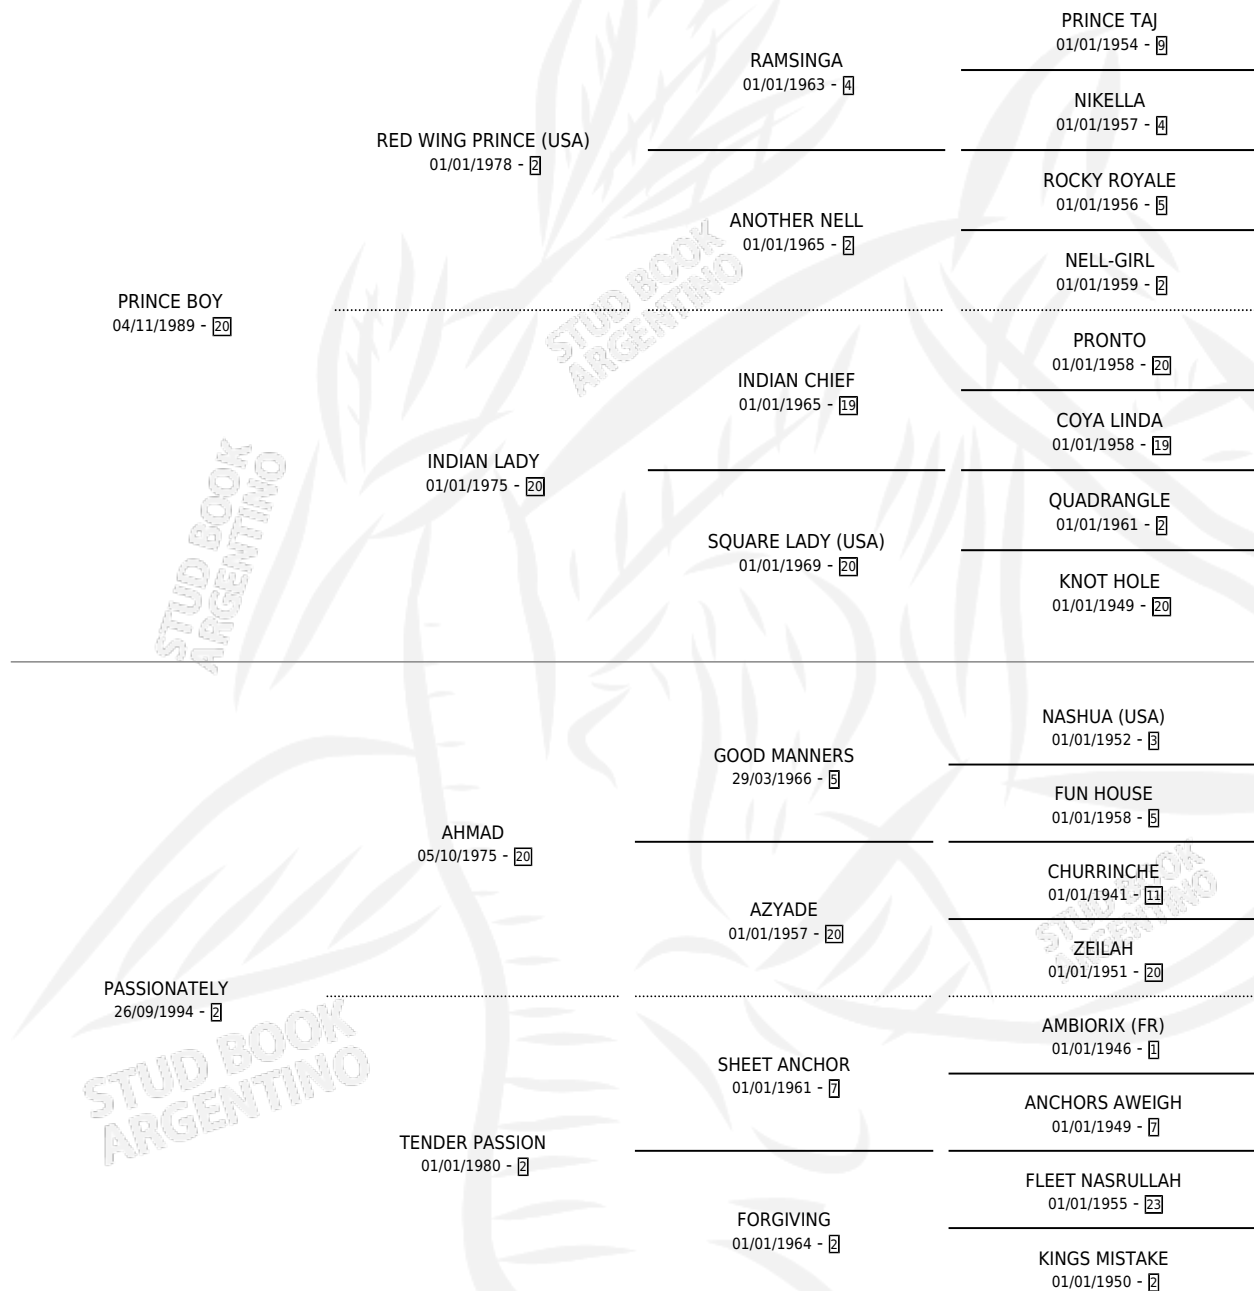 PRINCE TAJ
01/01/1954 - 9
RAMSINGA
01/01/1963 - 4
NIKELLA
01/01/1957 - 4
RED WING PRINCE (USA)
01/01/1978 - 2
ROCKY ROYALE
01/01/1956 - 5
ANOTHER NELL
01/01/1965 - 2
NELL-GIRL
01/01/1959 - 2
PRINCE BOY
04/11/1989 - 20
PRONTO
01/01/1958 - 20
INDIAN CHIEF
01/01/1965 - 19
COYA LINDA
01/01/1958 - 19
INDIAN LADY
01/01/1975 - 20
QUADRANGLE
01/01/1961 - 2
SQUARE LADY (USA)
01/01/1969 - 20
KNOT HOLE
01/01/1949 - 20
NASHUA (USA)
01/01/1952 - 3
GOOD MANNERS
29/03/1966 - 5
FUN HOUSE
01/01/1958 - 5
AHMAD
05/10/1975 - 20
CHURRINCHE
01/01/1941 - 11
AZYADE
01/01/1957 - 20
ZEILAH
01/01/1951 - 20
PASSIONATELY
26/09/1994 - 2
AMBIORIX (FR)
01/01/1946 - 1
SHEET ANCHOR
01/01/1961 - 7
ANCHORS AWEIGH
01/01/1949 - 7
TENDER PASSION
01/01/1980 - 2
FLEET NASRULLAH
01/01/1955 - 23
FORGIVING
01/01/1964 - 2
KINGS MISTAKE
01/01/1950 - 2
STUD BOOK
ARGENTINO
STUD BOOK
ARGENTINO
STUD BOOK
ARGENTINO
STUD BOOK
ARGENTINO